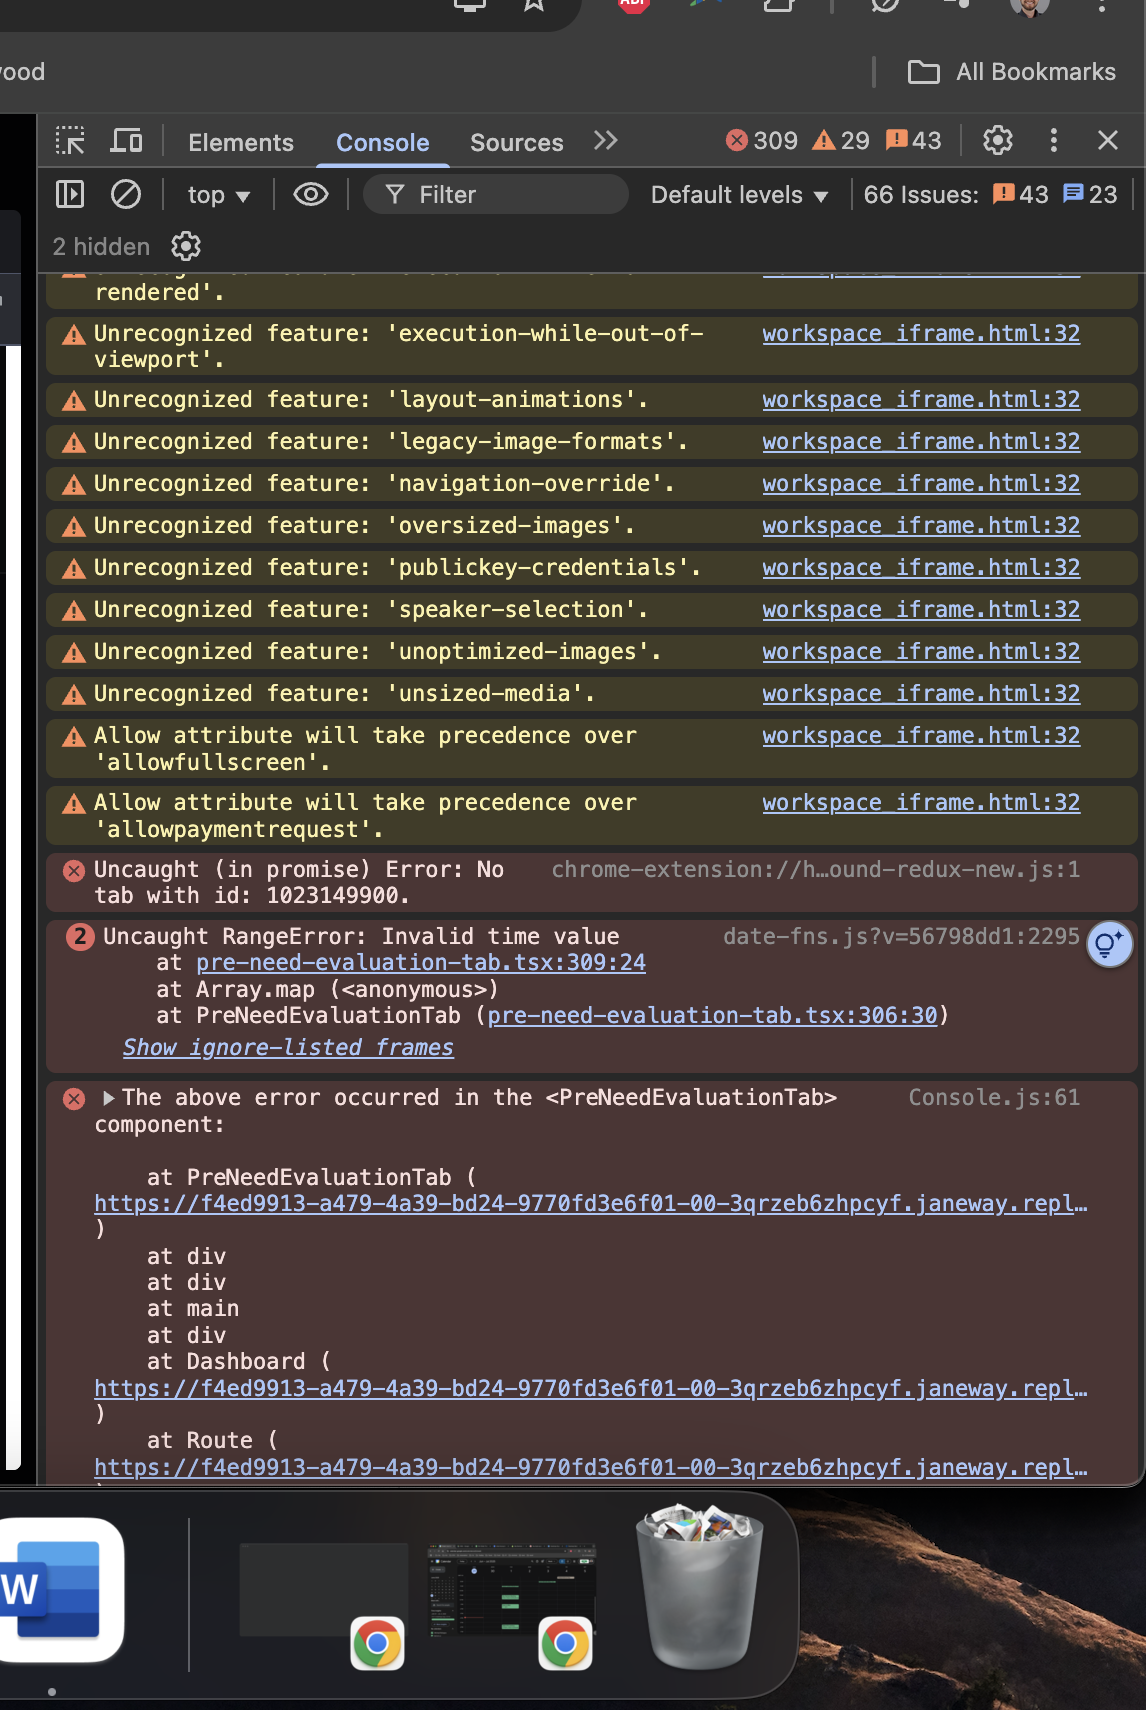 All Bookmarks
Elements
Console
Sources
309
29
43
top
Filter
Default levels
66 Issues:
43
23
2 hidden
rendered'.
Unrecognized feature: 'execution-while-out-of-
viewport'.
workspace_iframe.html:32
Unrecognized feature: 'layout-animations'.
workspace_iframe.html:32
Unrecognized feature: 'legacy-image-formats'.
workspace_iframe.html:32
Unrecognized feature: 'navigation-override'.
workspace_iframe.html:32
Unrecognized feature: 'oversized-images'.
workspace_iframe.html:32
Unrecognized feature: 'publickey-credentials'.
workspace_iframe.html:32
Unrecognized feature: 'speaker-selection'.
workspace_iframe.html:32
Unrecognized feature: 'unoptimized-images'.
workspace_iframe.html:32
Unrecognized feature: 'unsized-media'.
workspace_iframe.html:32
Allow attribute will take precedence over
'allowfullscreen'.
workspace_iframe.html:32
Allow attribute will take precedence over
'allowpaymentrequest'.
workspace_iframe.html:32
Uncaught (in promise) Error: No
tab with id: 1023149900.
chrome-extension://h…ound-redux-new.js:1
2
Uncaught RangeError: Invalid time value
date-fns.js?v=56798dd1:2295
at pre-need-evaluation-tab.tsx:309:24
at Array.map (<anonymous>)
at PreNeedEvaluationTab (pre-need-evaluation-tab.tsx:306:30)
Show ignore-listed frames
The above error occurred in the <PreNeedEvaluationTab>
component:
Console.js:61
at PreNeedEvaluationTab (
https://f4ed9913-a479-4a39-bd24-9770fd3e6f01-00-3qrzeb6zhpcyf.janeway.repl…
)
at div
at div
at main
at div
at Dashboard (
https://f4ed9913-a479-4a39-bd24-9770fd3e6f01-00-3qrzeb6zhpcyf.janeway.repl…
)
at Route (
https://f4ed9913-a479-4a39-bd24-9770fd3e6f01-00-3qrzeb6zhpcyf.janeway.repl…
W